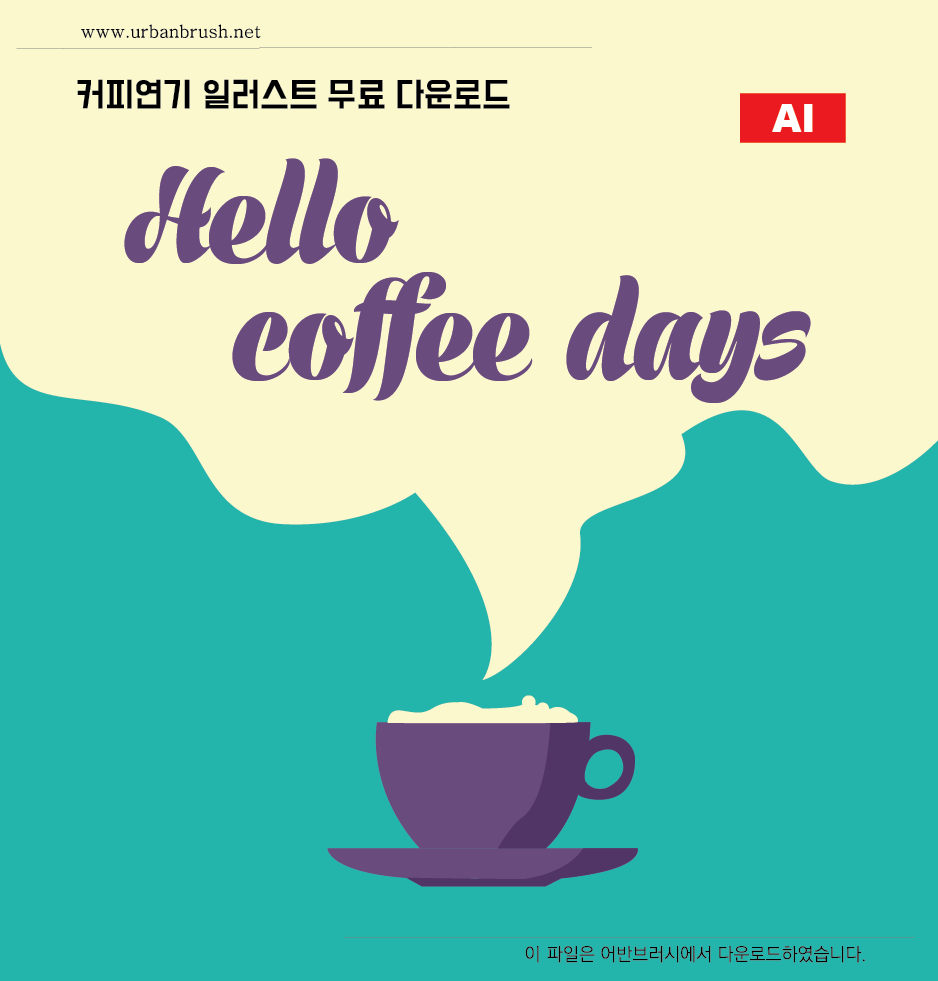 www.urbanbrush.net
커피연기 일러스트 무료 다운로드
AI
Hello
coffee days
이 파일은 어반브러시에서 다운로드하였습니다.